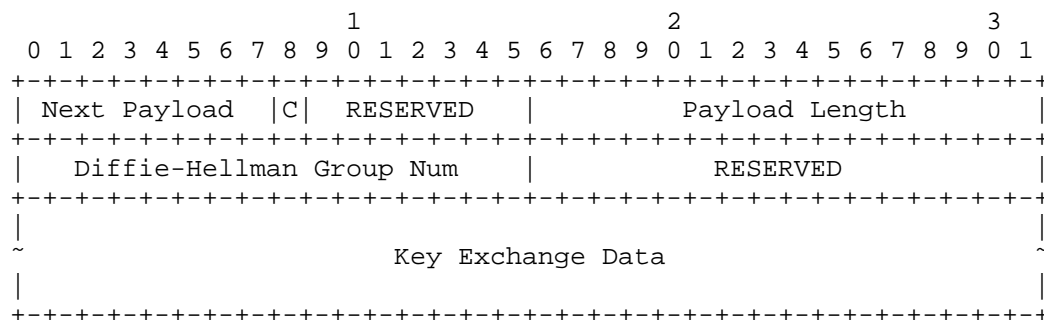 1                   2                   3
 0 1 2 3 4 5 6 7 8 9 0 1 2 3 4 5 6 7 8 9 0 1 2 3 4 5 6 7 8 9 0 1
+-+-+-+-+-+-+-+-+-+-+-+-+-+-+-+-+-+-+-+-+-+-+-+-+-+-+-+-+-+-+-+-+
| Next Payload  |C|  RESERVED   |         Payload Length        |
+-+-+-+-+-+-+-+-+-+-+-+-+-+-+-+-+-+-+-+-+-+-+-+-+-+-+-+-+-+-+-+-+
|   Diffie-Hellman Group Num    |           RESERVED            |
+-+-+-+-+-+-+-+-+-+-+-+-+-+-+-+-+-+-+-+-+-+-+-+-+-+-+-+-+-+-+-+-+
|                                                               |
~                       Key Exchange Data                       ~
|                                                               |
+-+-+-+-+-+-+-+-+-+-+-+-+-+-+-+-+-+-+-+-+-+-+-+-+-+-+-+-+-+-+-+-+